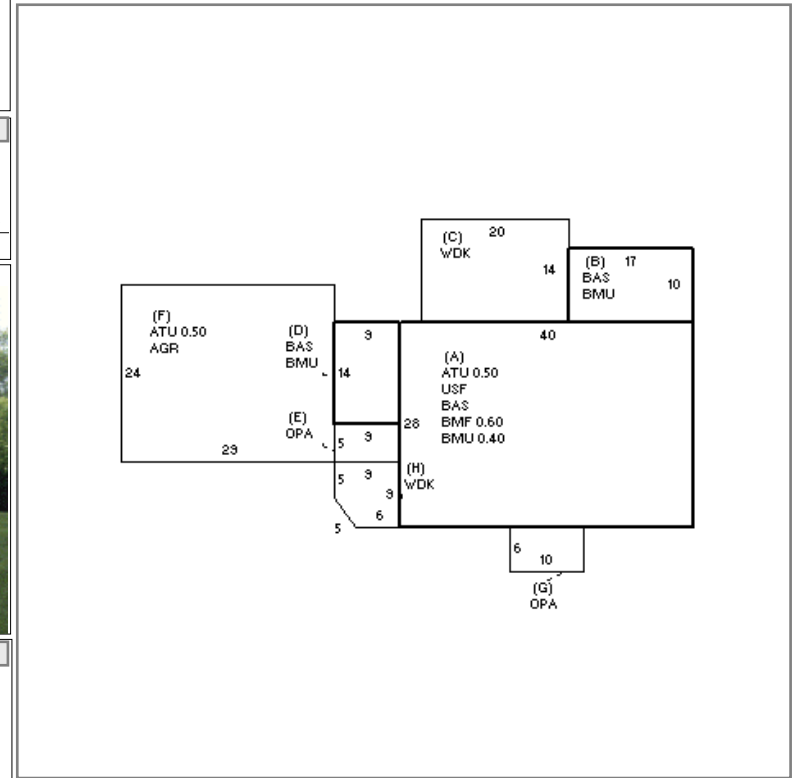 (C)
WDK
20
14
(B)
BAS
BMU
17
10
(F)
ATU 0.50
AGR
24
29
(D)
BAS
BMU
9
14
(E)
OPA
5
9
40
(A)
ATU 0.50
USF
BAS
BMF 0.60
BMU 0.40
28
5
9
9
(H)
WDK
6
5
6
10
(G)
OPA